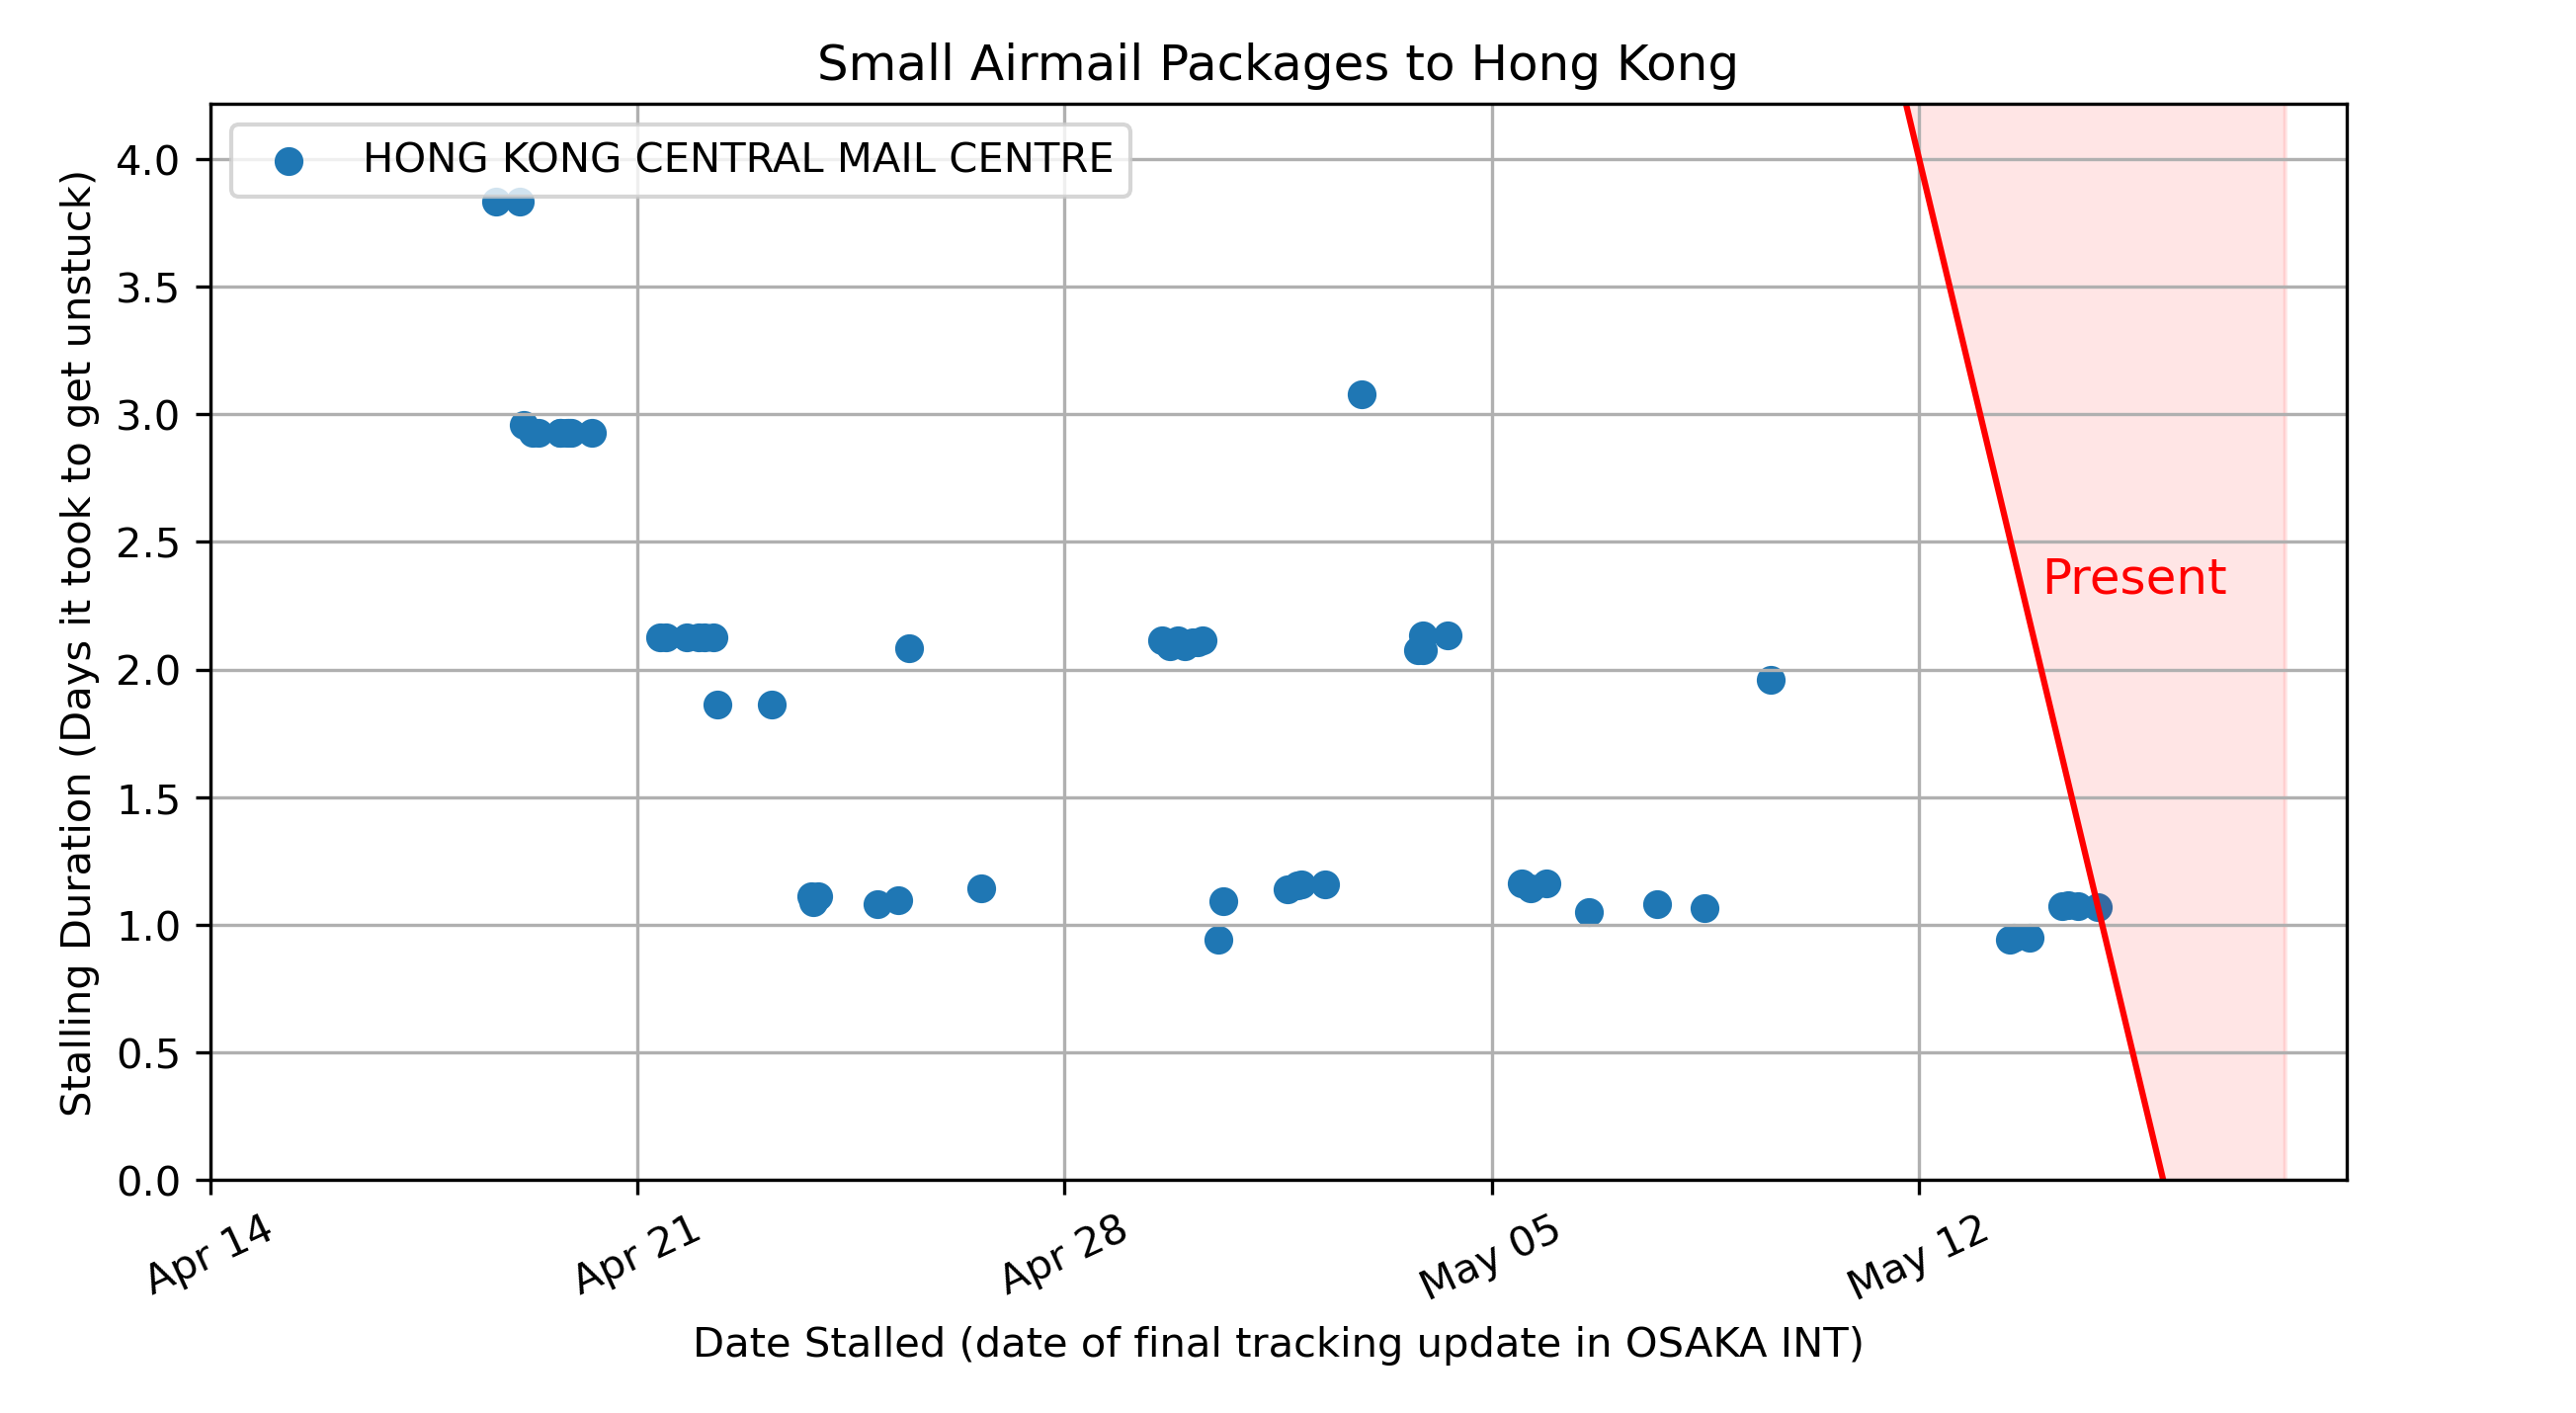 Small Airmail Packages to Hong Kong
HONG KONG CENTRAL MAIL CENTRE
Stalling Duration (Days it took to get unstuck)
4.0
3.5
3.0
2.5
2.0
1.5
1.0
0.5
0.0
Present
Apr 14
Apr 21
Apr 28
May 05
May 12
Date Stalled (date of final tracking update in OSAKA INT)